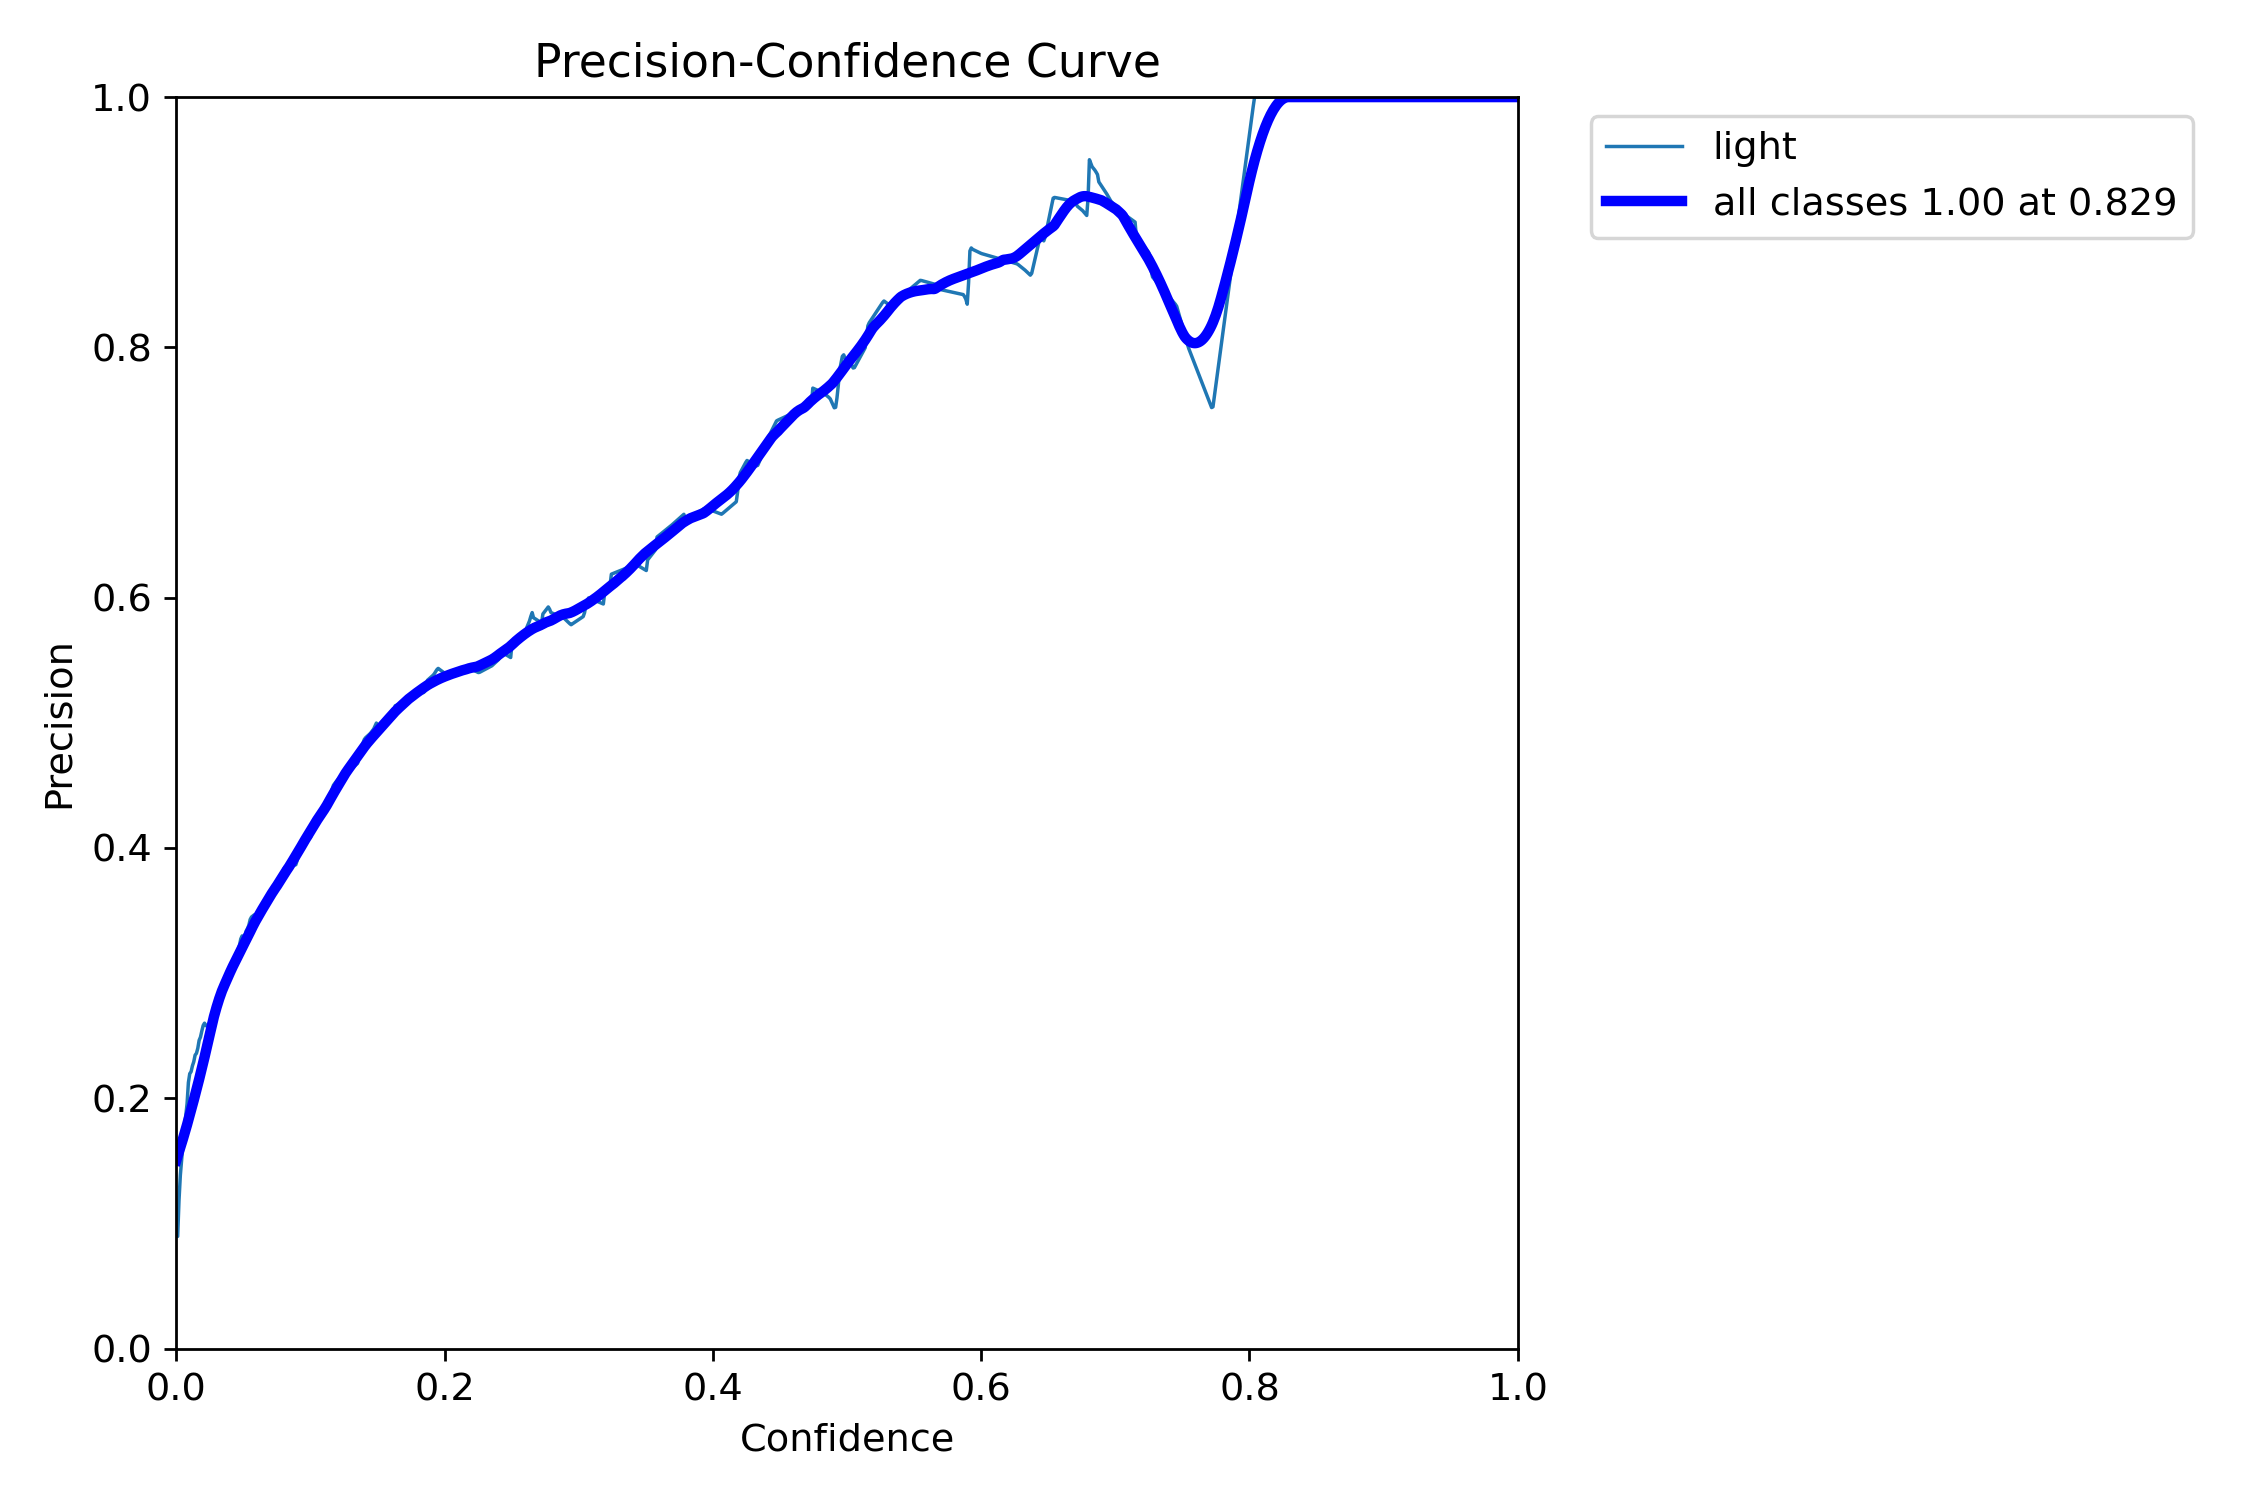 Precision-Confidence Curve
1.0
0.8
0.6
0.4
0.2
0.0
Precision
0.0 0.2 0.4 0.6 0.8 1.0
Confidence
light
all classes 1.00 at 0.829